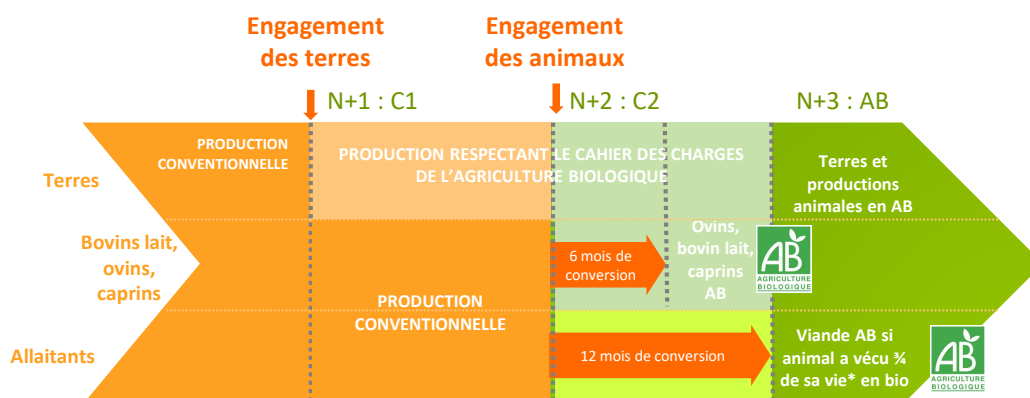 Engagement
des terres
Engagement
des animaux
N+1 : C1
N+2 : C2
N+3 : AB
PRODUCTION
CONVENTIONNELLE
PRODUCTION RESPECTANT LE CAHIER DES CHARGES
DE L'AGRICULTURE BIOLOGIQUE
Terres et
productions
animales en AB
Terres
Bovins lait,
ovins,
caprins
6 mois de
conversion
Ovins,
bovin lait,
caprins
AB
AB
AGRICULTURE
BIOLOGIQUE
PRODUCTION
CONVENTIONNELLE
Allaitants
12 mois de conversion
Viande AB si
animal a vécu ¾
de sa vie* en bio
AB
AGRICULTURE
BIOLOGIQUE